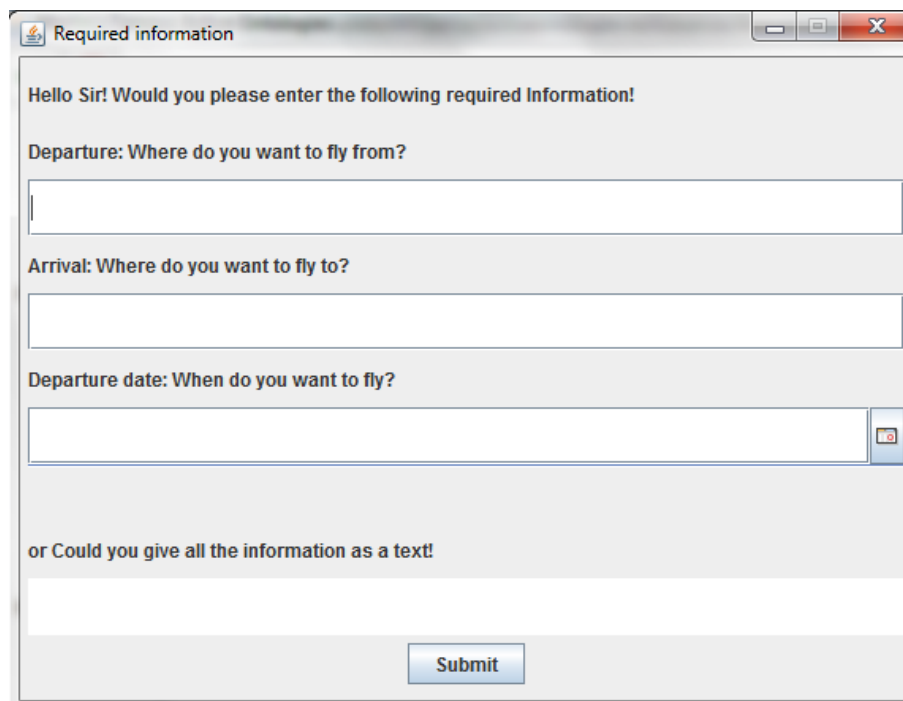 Required information
Hello Sir! Would you please enter the following required Information!
Departure: Where do you want to fly from?
Arrival: Where do you want to fly to?
Departure date: When do you want to fly?
or Could you give all the information as a text!
Submit